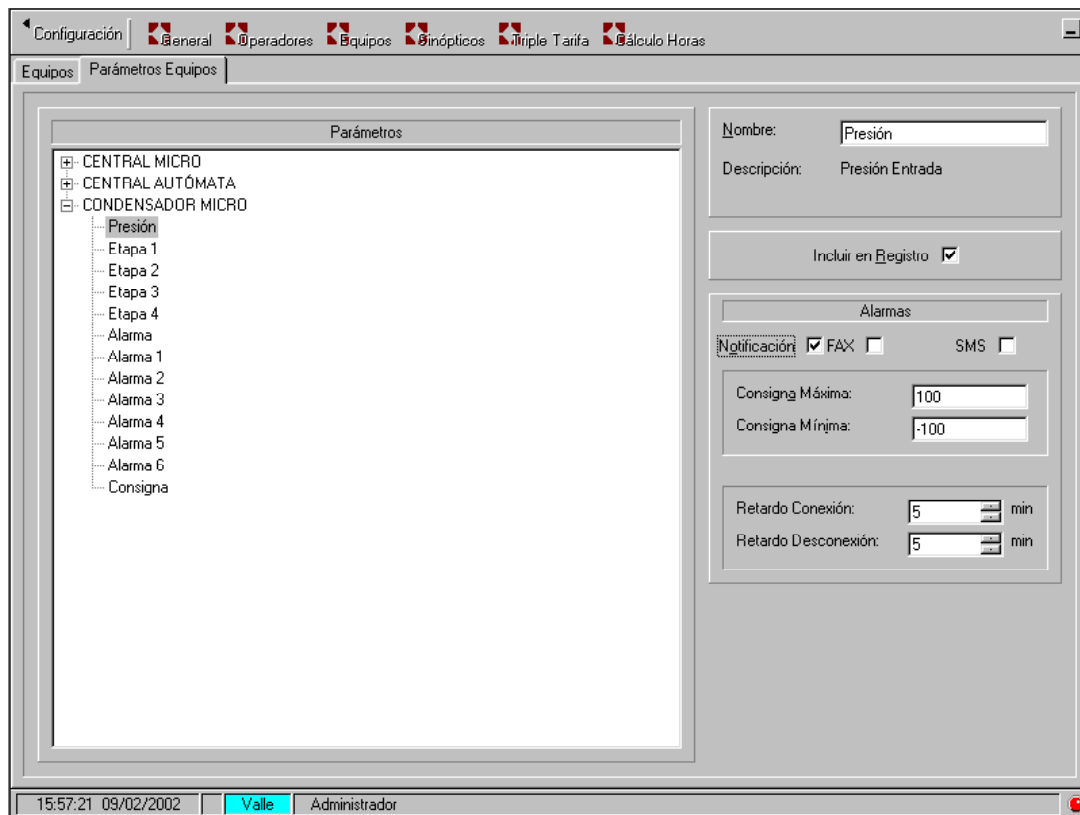 Configuración General Operadores Equipos Sinópticos Triple Tarifa Cálculo Horas
Equipos Parámetros Equipos
Parámetros
CENTRAL MICRO
CENTRAL AUTÓMATA
CONDENSADOR MICRO
Presión
Etapa 1
Etapa 2
Etapa 3
Etapa 4
Alarma
Alarma 1
Alarma 2
Alarma 3
Alarma 4
Alarma 5
Alarma 6
Consigna
Nombre: Presión
Descripción: Presión Entrada
Incluir en Registro
Alarmas
Notificación FAX SMS
Consigna Máxima: 100
Consigna Mínima: -100
Retardo Conexión: 5 min
Retardo Desconexión: 5 min
15:57:21 09/02/2002 Valle Administrador